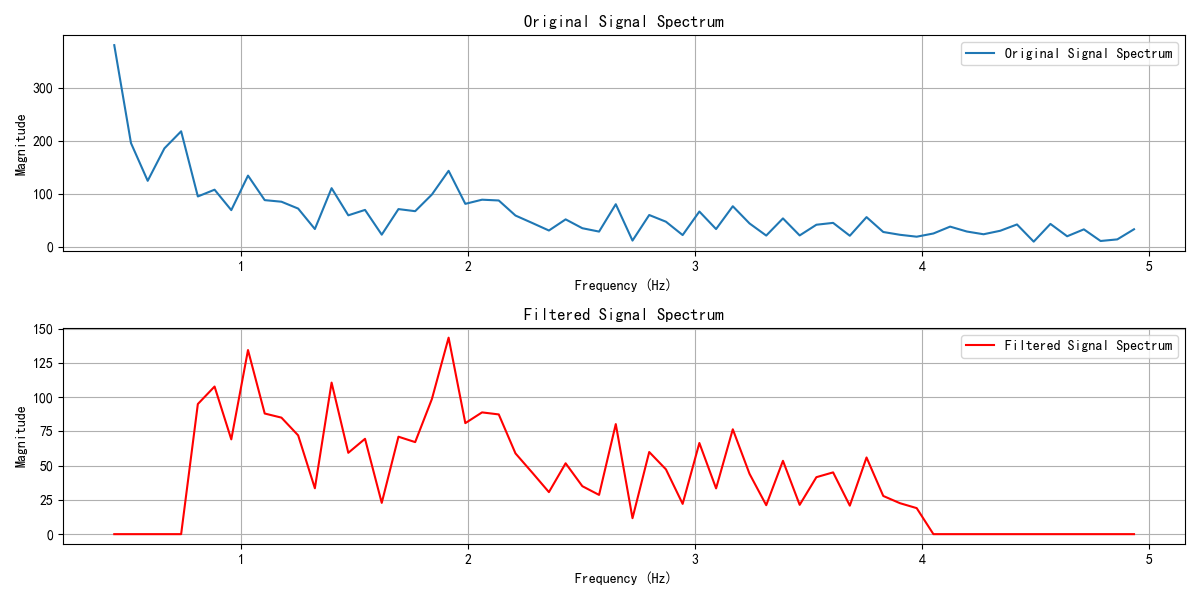 Original Signal Spectrum
Original Signal Spectrum
Magnitude
300
200
100
0
1 2 3 4 5
Frequency (Hz)
Filtered Signal Spectrum
Filtered Signal Spectrum
Magnitude
150
125
100
75
50
25
0
1 2 3 4 5
Frequency (Hz)